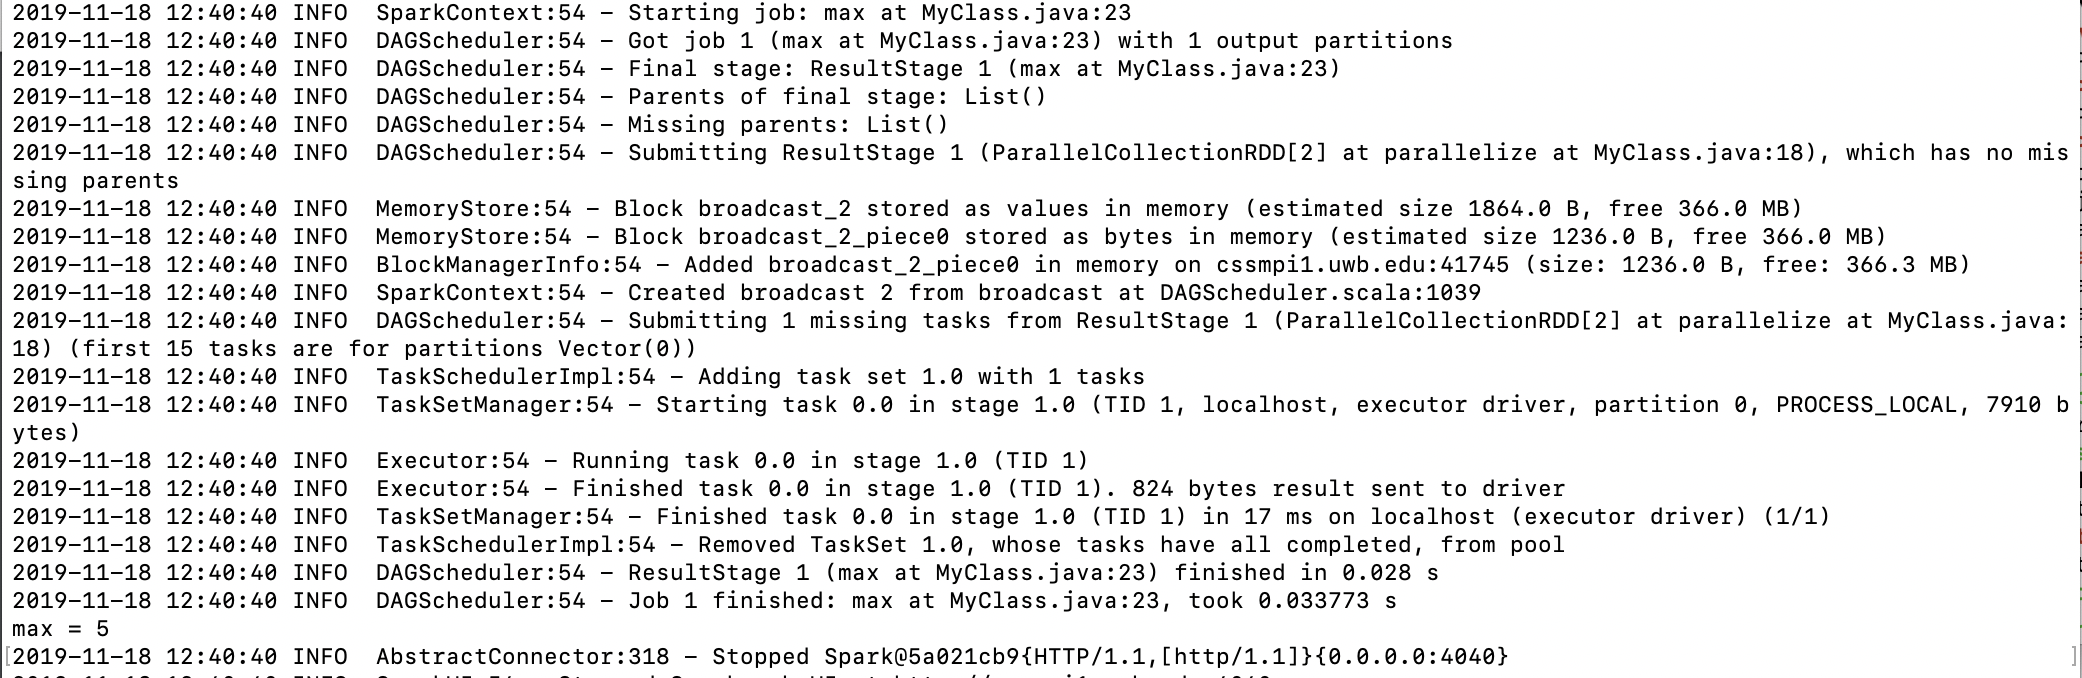 2019-11-18 12:40:40 INFO  SparkContext:54 - Starting job: max at MyClass.java:23
2019-11-18 12:40:40 INFO  DAGScheduler:54 - Got job 1 (max at MyClass.java:23) with 1 output partitions
2019-11-18 12:40:40 INFO  DAGScheduler:54 - Final stage: ResultStage 1 (max at MyClass.java:23)
2019-11-18 12:40:40 INFO  DAGScheduler:54 - Parents of final stage: List()
2019-11-18 12:40:40 INFO  DAGScheduler:54 - Missing parents: List()
2019-11-18 12:40:40 INFO  DAGScheduler:54 - Submitting ResultStage 1 (ParallelCollectionRDD[2] at parallelize at MyClass.java:18), which has no mis
sing parents
2019-11-18 12:40:40 INFO  MemoryStore:54 - Block broadcast_2 stored as values in memory (estimated size 1864.0 B, free 366.0 MB)
2019-11-18 12:40:40 INFO  MemoryStore:54 - Block broadcast_2_piece0 stored as bytes in memory (estimated size 1236.0 B, free 366.0 MB)
2019-11-18 12:40:40 INFO  BlockManagerInfo:54 - Added broadcast_2_piece0 in memory on cssmpi1.uwb.edu:41745 (size: 1236.0 B, free: 366.3 MB)
2019-11-18 12:40:40 INFO  SparkContext:54 - Created broadcast 2 from broadcast at DAGScheduler.scala:1039
2019-11-18 12:40:40 INFO  DAGScheduler:54 - Submitting 1 missing tasks from ResultStage 1 (ParallelCollectionRDD[2] at parallelize at MyClass.java:
18) (first 15 tasks are for partitions Vector(0))
2019-11-18 12:40:40 INFO  TaskSchedulerImpl:54 - Adding task set 1.0 with 1 tasks
2019-11-18 12:40:40 INFO  TaskSetManager:54 - Starting task 0.0 in stage 1.0 (TID 1, localhost, executor driver, partition 0, PROCESS_LOCAL, 7910 b
ytes)
2019-11-18 12:40:40 INFO  Executor:54 - Running task 0.0 in stage 1.0 (TID 1)
2019-11-18 12:40:40 INFO  Executor:54 - Finished task 0.0 in stage 1.0 (TID 1). 824 bytes result sent to driver
2019-11-18 12:40:40 INFO  TaskSetManager:54 - Finished task 0.0 in stage 1.0 (TID 1) in 17 ms on localhost (executor driver) (1/1)
2019-11-18 12:40:40 INFO  TaskSchedulerImpl:54 - Removed TaskSet 1.0, whose tasks have all completed, from pool
2019-11-18 12:40:40 INFO  DAGScheduler:54 - ResultStage 1 (max at MyClass.java:23) finished in 0.028 s
2019-11-18 12:40:40 INFO  DAGScheduler:54 - Job 1 finished: max at MyClass.java:23, took 0.033773 s
max = 5
[2019-11-18 12:40:40 INFO  AbstractConnector:318 - Stopped Spark@5a021cb9{HTTP/1.1,[http/1.1]}{0.0.0.0:4040} ]